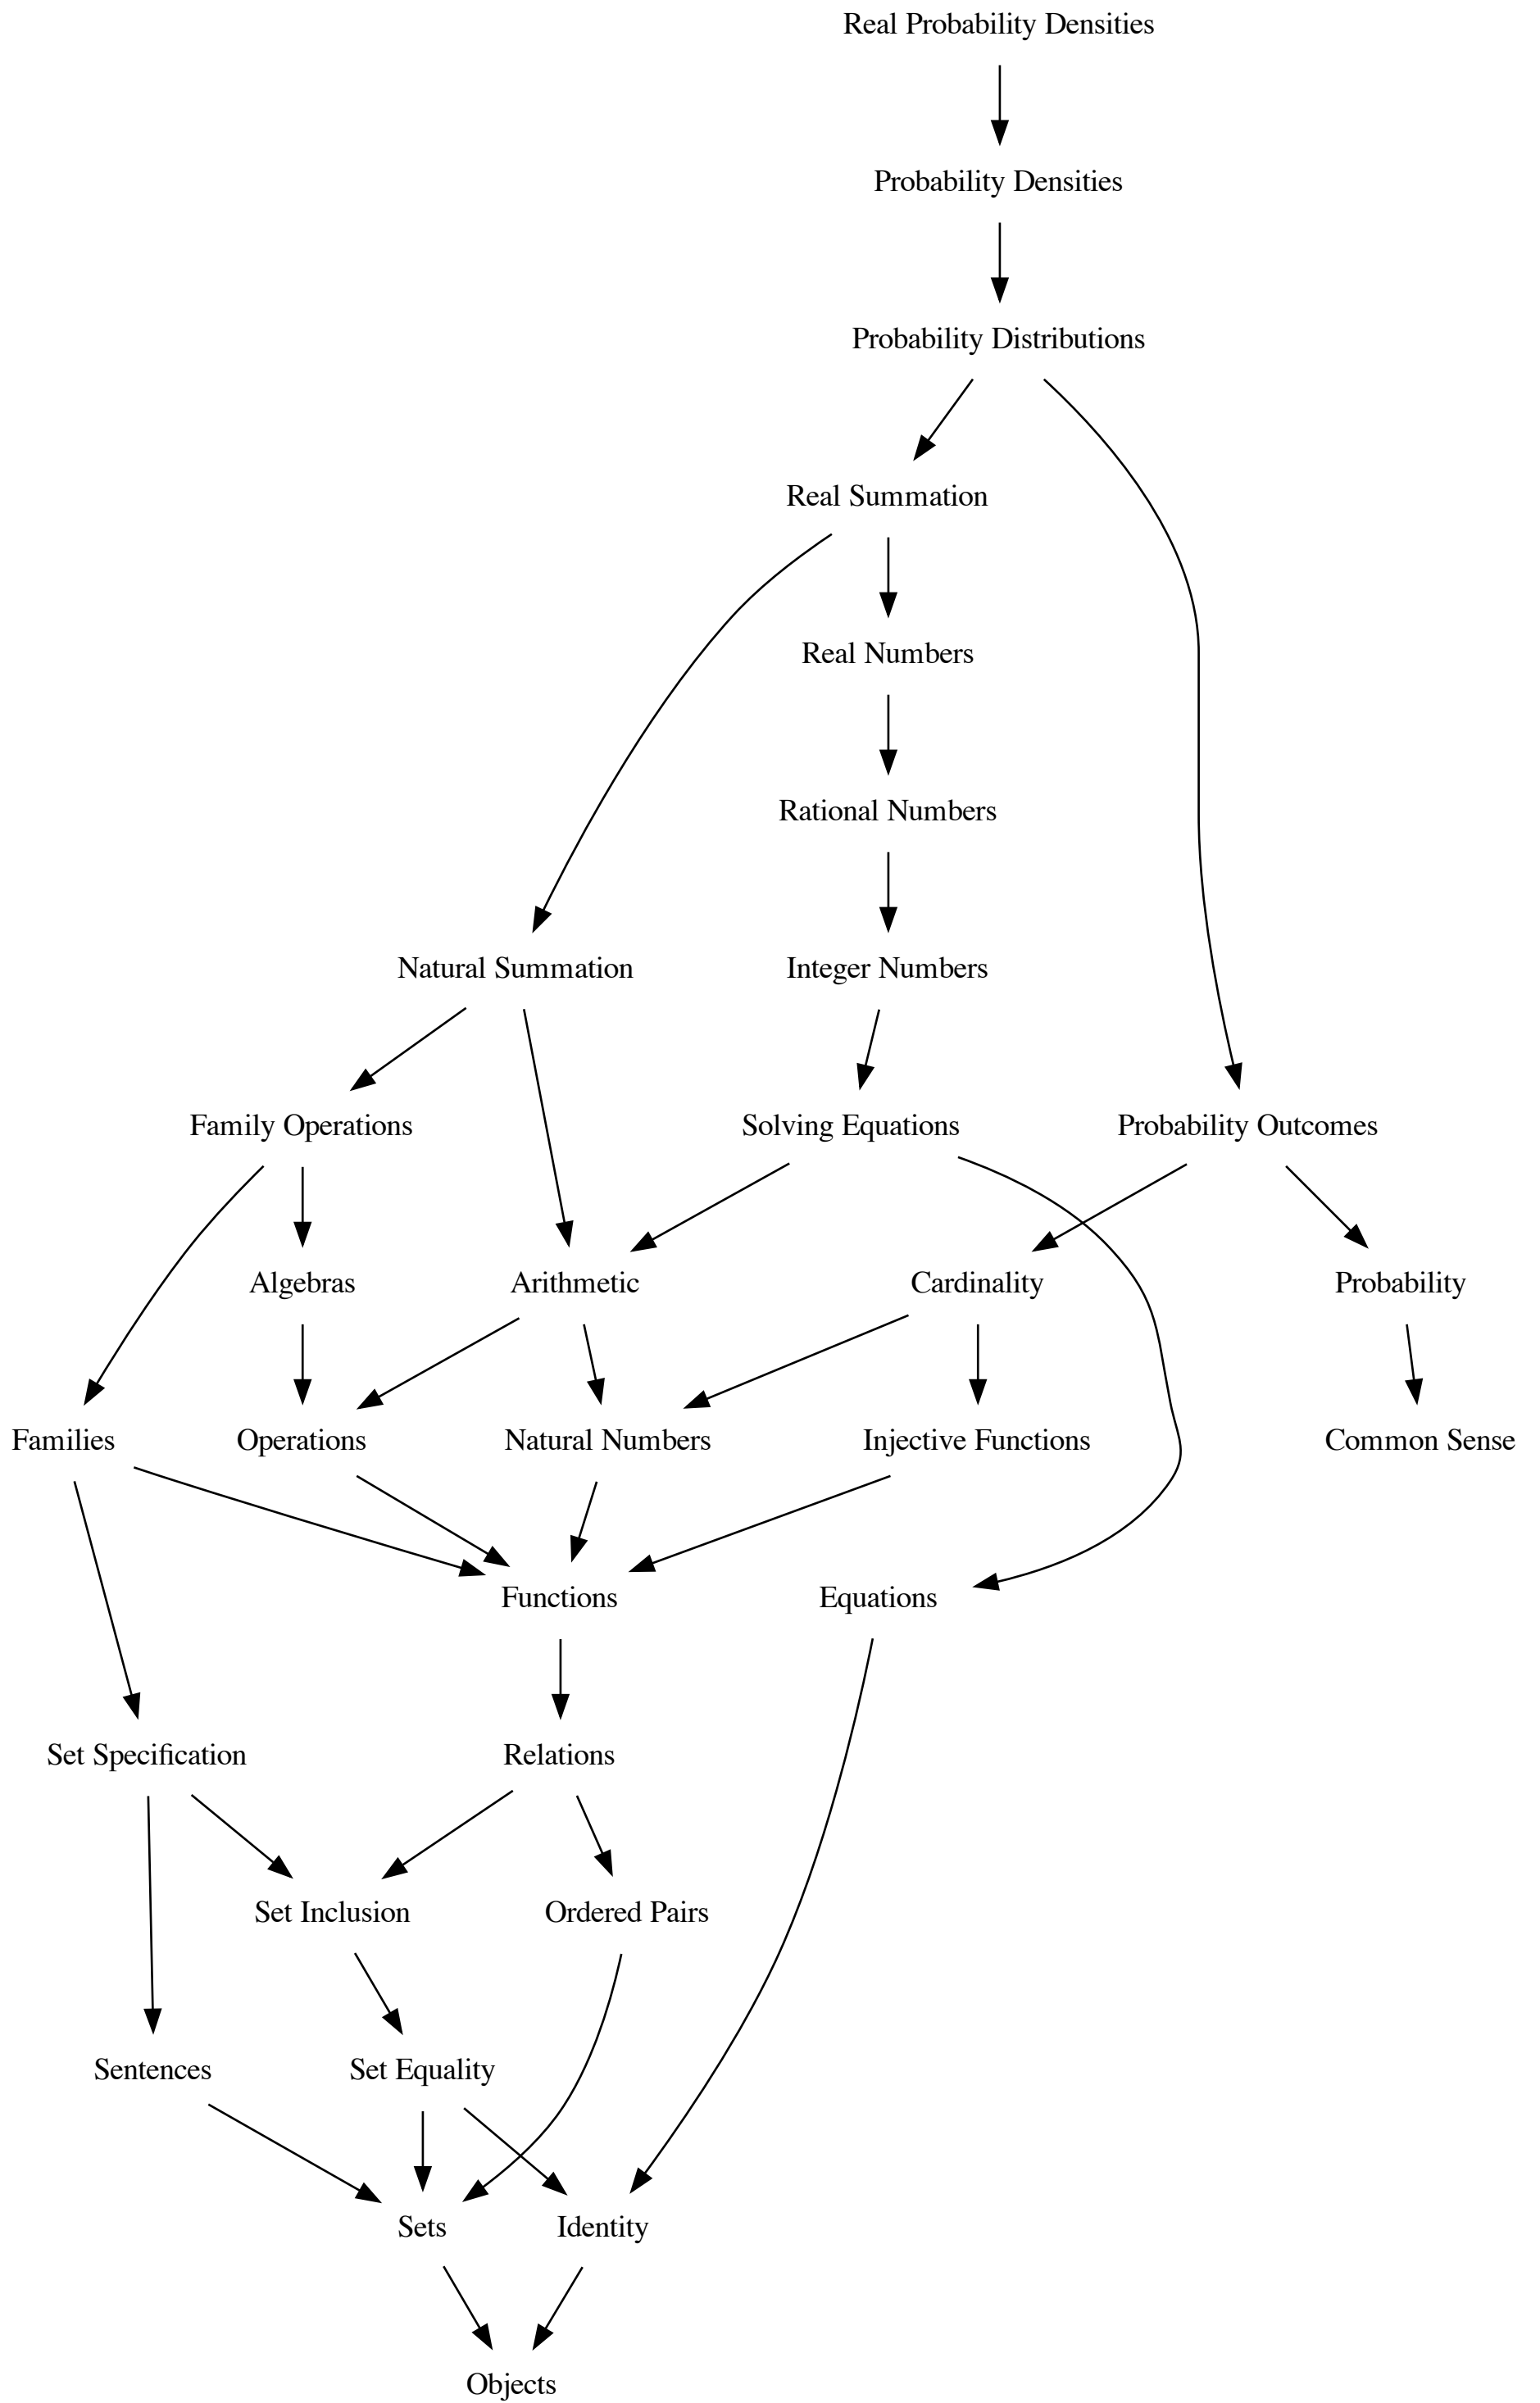 Real Probability Densities
Probability Densities
Probability Distributions
Real Summation
Real Numbers
Rational Numbers
Natural Summation
Integer Numbers
Family Operations
Solving Equations
Probability Outcomes
Algebras
Arithmetic
Cardinality
Probability
Families
Operations
Natural Numbers
Injective Functions
Common Sense
Functions
Equations
Set Specification
Relations
Set Inclusion
Ordered Pairs
Sentences
Set Equality
Sets
Identity
Objects